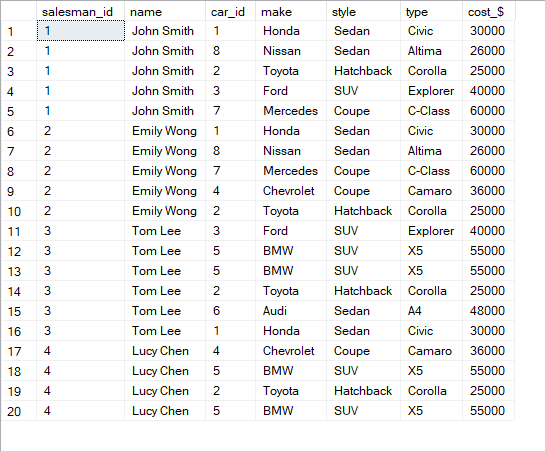 salesman_id name car_id make style type cost_$
1 1 John Smith 1 Honda Sedan Civic 30000
2 1 John Smith 8 Nissan Sedan Altima 26000
3 1 John Smith 2 Toyota Hatchback Corolla 25000
4 1 John Smith 3 Ford SUV Explorer 40000
5 1 John Smith 7 Mercedes Coupe C-Class 60000
6 2 Emily Wong 1 Honda Sedan Civic 30000
7 2 Emily Wong 8 Nissan Sedan Altima 26000
8 2 Emily Wong 7 Mercedes Coupe C-Class 60000
9 2 Emily Wong 4 Chevrolet Coupe Camaro 36000
10 2 Emily Wong 2 Toyota Hatchback Corolla 25000
11 3 Tom Lee 3 Ford SUV Explorer 40000
12 3 Tom Lee 5 BMW SUV X5 55000
13 3 Tom Lee 5 BMW SUV X5 55000
14 3 Tom Lee 2 Toyota Hatchback Corolla 25000
15 3 Tom Lee 6 Audi Sedan A4 48000
16 3 Tom Lee 1 Honda Sedan Civic 30000
17 4 Lucy Chen 4 Chevrolet Coupe Camaro 36000
18 4 Lucy Chen 5 BMW SUV X5 55000
19 4 Lucy Chen 2 Toyota Hatchback Corolla 25000
20 4 Lucy Chen 5 BMW SUV X5 55000